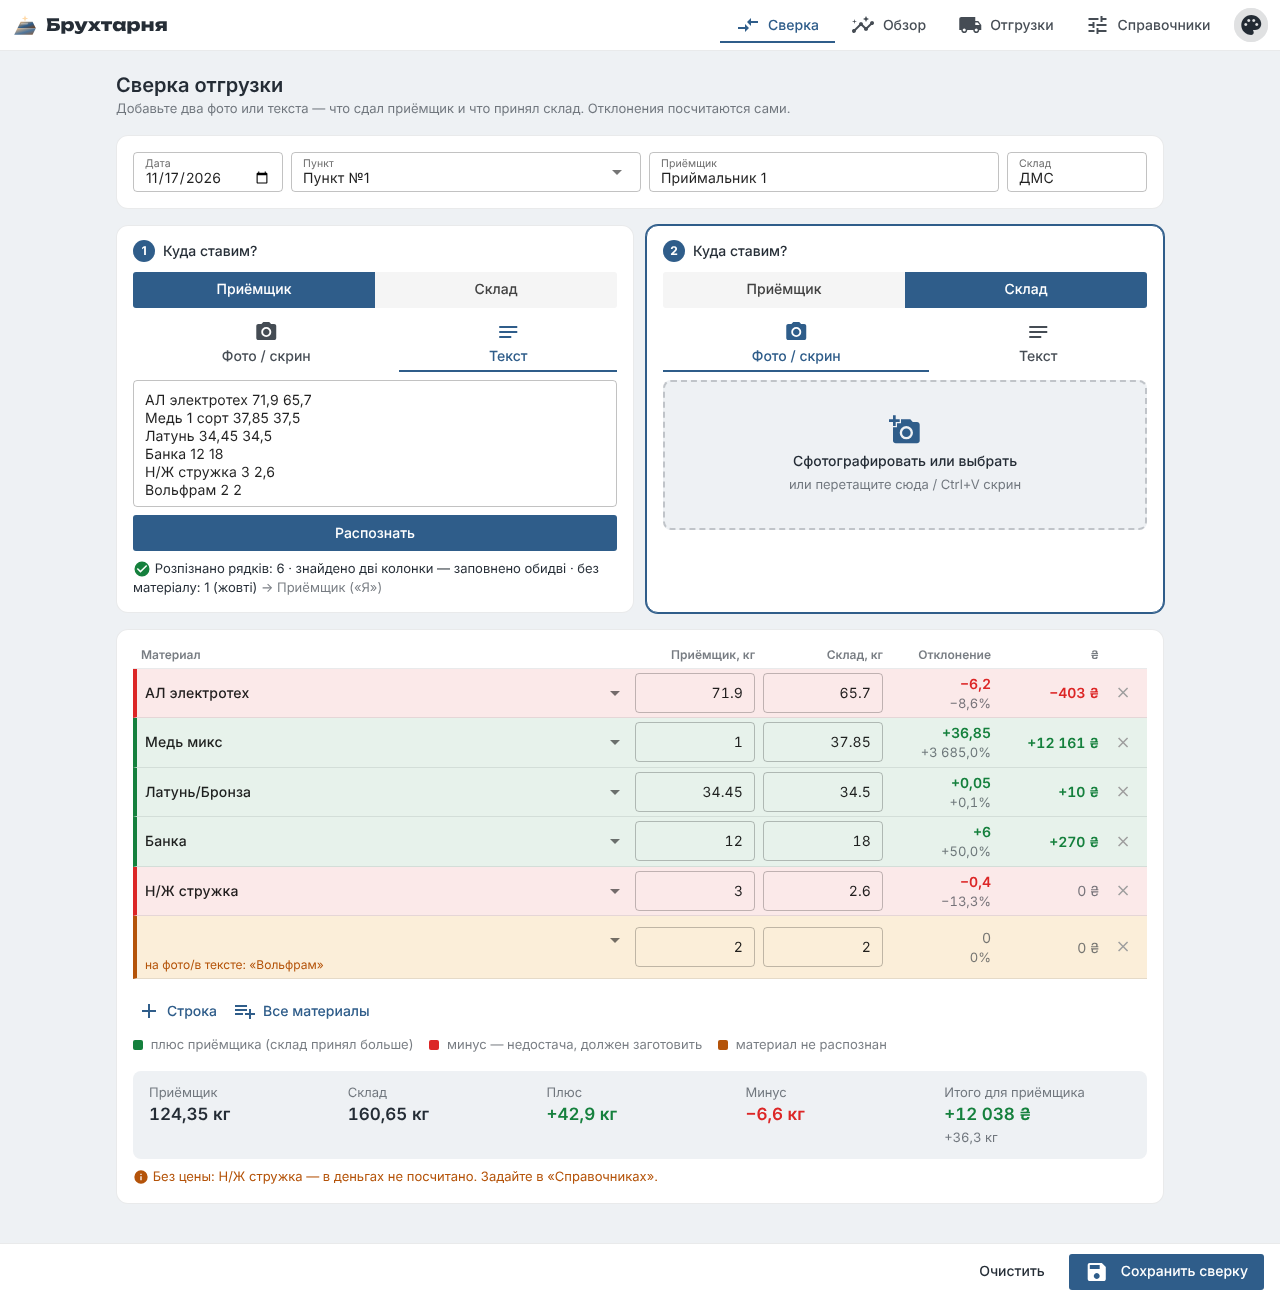 Брухтарня
Сверка
Обзор
Отгрузки
Справочники
Сверка отгрузки
Добавьте два фото или текста — что сдал приёмщик и что принял склад. Отклонения посчитаются сами.
Дата
11/17/2026
Пункт
Пункт №1
Приёмщик
Приймальник 1
Склад
ДМС
1 Куда ставим?
Приёмщик
Склад
Фото / скрин
Текст
АЛ электротех 71,9 65,7
Медь 1 сорт 37,85 37,5
Латунь 34,45 34,5
Банка 12 18
Н/Ж стружка 3 2,6
Вольфрам 2 2
Распознать
Розпізнано рядків: 6 · знайдено дві колонки — заповнено обидві · без
матеріалу: 1 (жовті) → Приёмщик («Я»)
2 Куда ставим?
Приёмщик
Склад
Фото / скрин
Текст
Сфотографировать или выбрать
или перетащите сюда / Ctrl+V скрин
Материал Приёмщик, кг Склад, кг Отклонение ₴
АЛ электротех 71.9 65.7 −6,2 −403 ₴
−8,6%
Медь микс 1 37.85 +36,85 +12 161 ₴
+3 685,0%
Латунь/Бронза 34.45 34.5 +0,05 +10 ₴
+0,1%
Банка 12 18 +6 +270 ₴
+50,0%
Н/Ж стружка 3 2.6 −0,4 0 ₴
−13,3%
2 2 0 0 ₴
0%
на фото/в тексте: «Вольфрам»
Строка
Все материалы
плюс приёмщика (склад принял больше)
минус — недостача, должен заготовить
материал не распознан
Приёмщик
124,35 кг
Склад
160,65 кг
Плюс
+42,9 кг
Минус
−6,6 кг
Итого для приёмщика
+12 038 ₴
+36,3 кг
Без цены: Н/Ж стружка — в деньгах не посчитано. Задайте в «Справочниках».
Очистить
Сохранить сверку